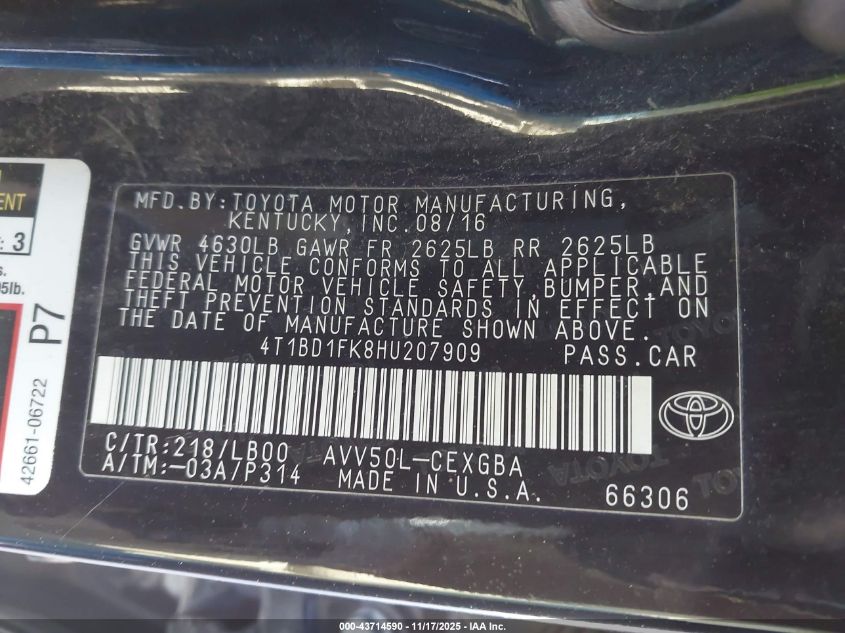 MFD.BY:TOYOTA MOTOR MANUFACTURING,
KENTUCKY,INC.08/16
GVWR 4630LB GAWR FR 2625LB RR 2625LB
THIS VEHICLE CONFORMS TO ALL APPLICABLE
FEDERAL MOTOR VEHICLE SAFETY,BUMPER,AND
THEFT PREVENTION STANDARDS IN EFFECT ON
THE DATE OF MANUFACTURE SHOWN ABOVE.
4T1BD1FK8HU207909 PASS.CAR
C/TR:218/LB00 AVV50L-CEXGBA
A/TM:-03A/P314 MADE IN U.S.A. 66306
: 3
P7
42661-06722
000-43714590 - 11/17/2025 - IAA Inc.